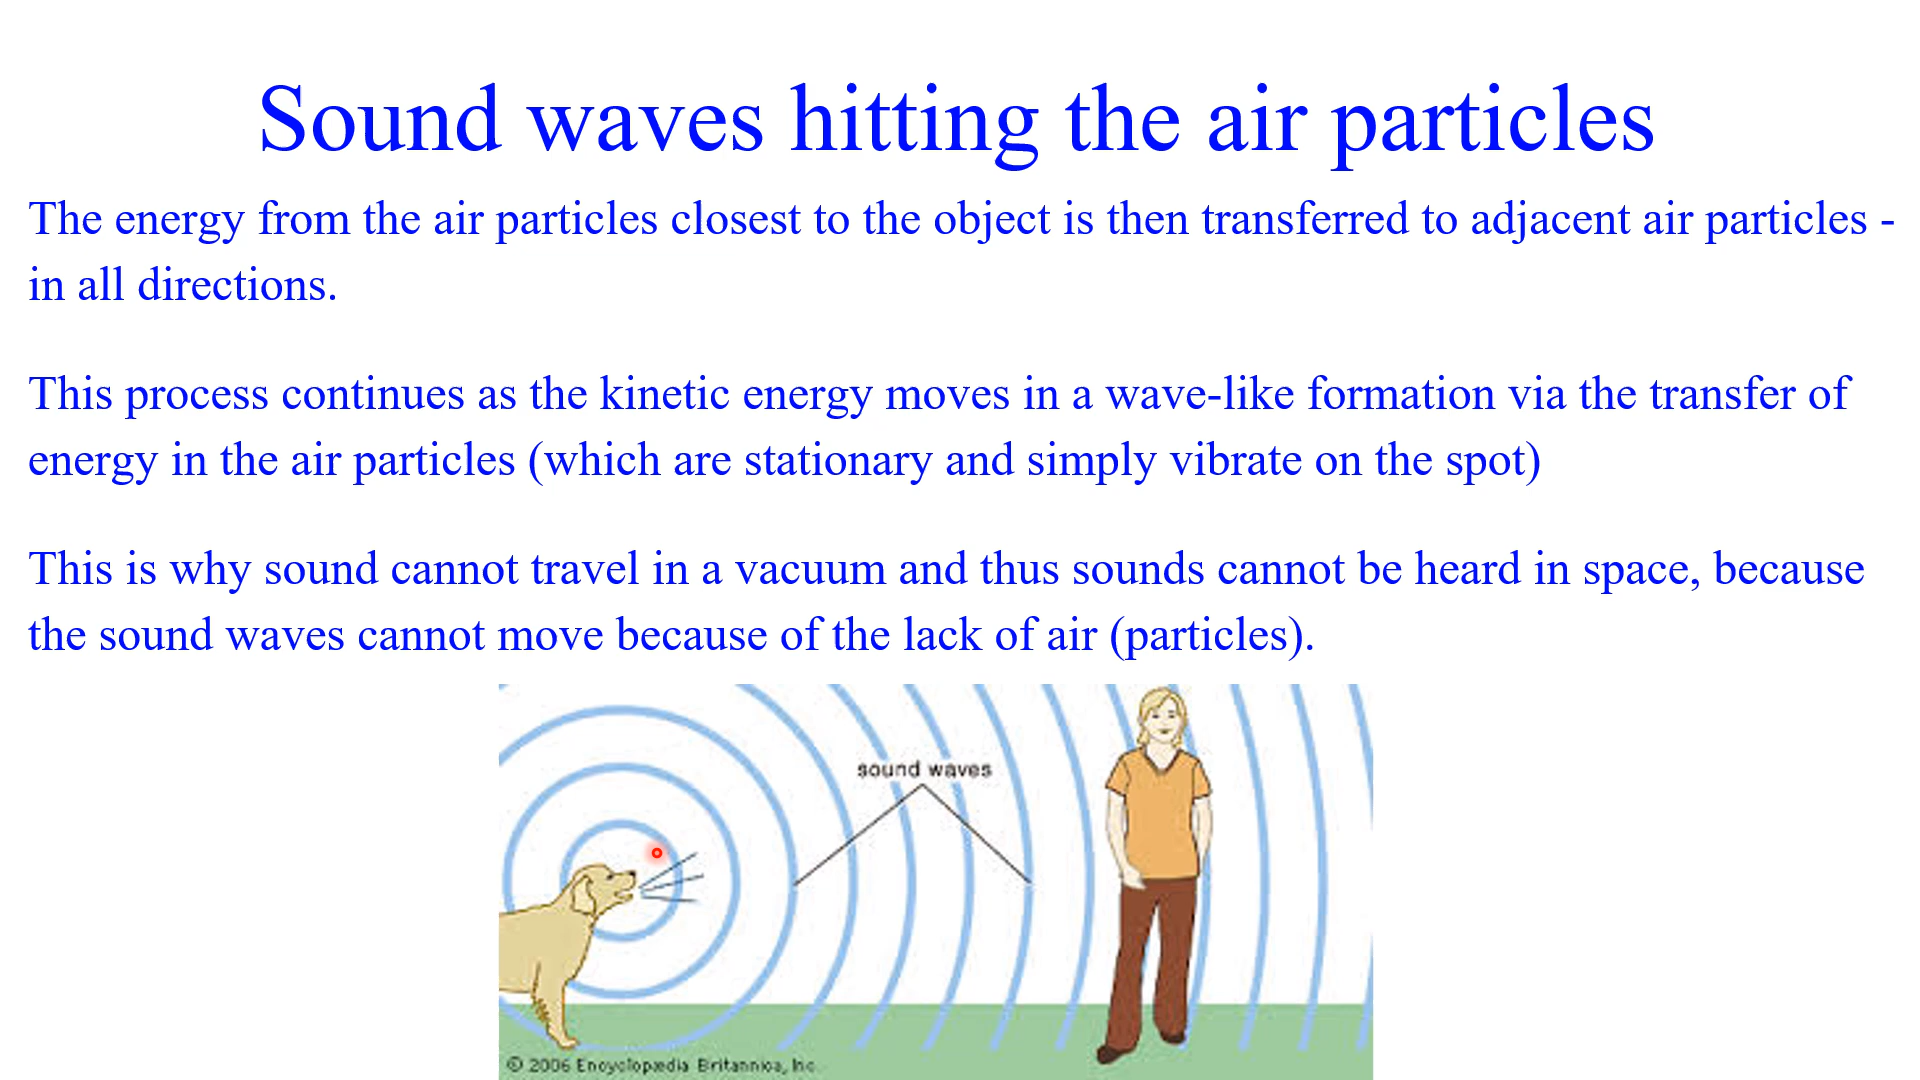 Sound waves hitting the air particles
The energy from the air particles closest to the object is then transferred to adjacent air particles -
in all directions.
This process continues as the kinetic energy moves in a wave-like formation via the transfer of
energy in the air particles (which are stationary and simply vibrate on the spot)
This is why sound cannot travel in a vacuum and thus sounds cannot be heard in space, because
the sound waves cannot move because of the lack of air (particles).
sound waves
© 2006 Encyclopædia Britannica, Inc.